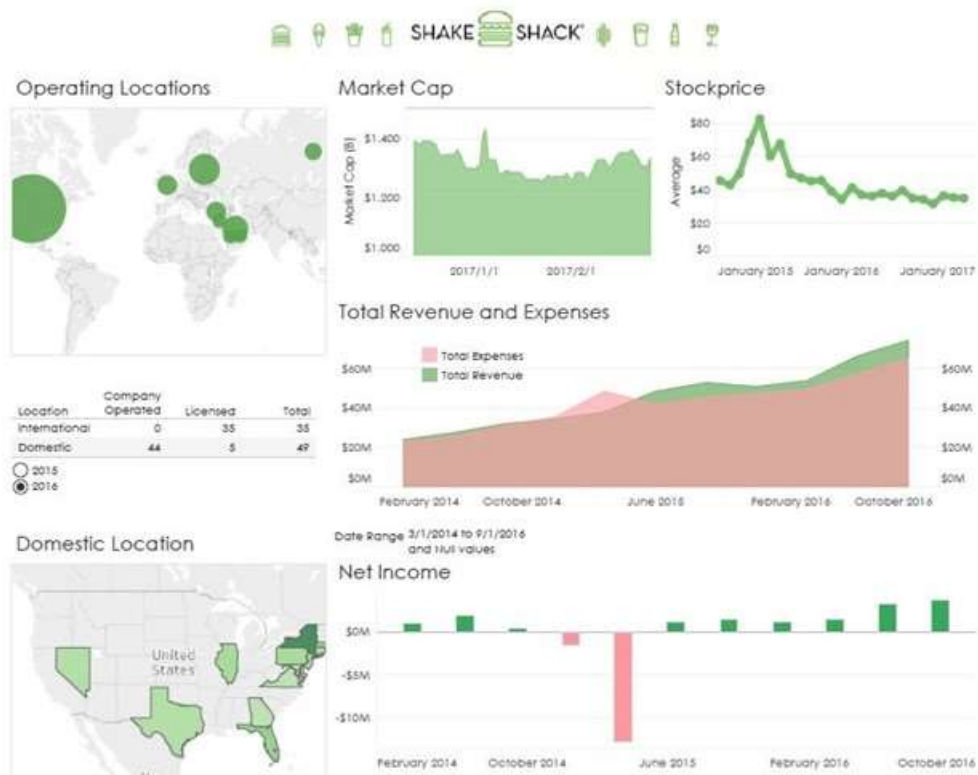 SHAKE SHACK
Operating Locations
Market Cap
Stockprice
Market Cap (B)
$1,400
$1,200
$1,000
2017/1/1
2017/2/1
Average
$80
$60
$40
$20
$0
January 2015
January 2016
January 2017
Total Revenue and Expenses
Total Expenses
Total Revenue
$60M
$40M
$20M
$0M
$60M
$40M
$20M
$0M
February 2014
October 2014
June 2015
February 2016
October 2016
Location Company Operated Licensed Total
International 0 35 35
Domestic 44 5 49
2015
2016
Date Range 3/1/2014 to 9/1/2016
and Null values
Domestic Location
United
States
Net Income
$0M
-$5M
-$10M
February 2014
October 2014
June 2015
February 2016
October 2016